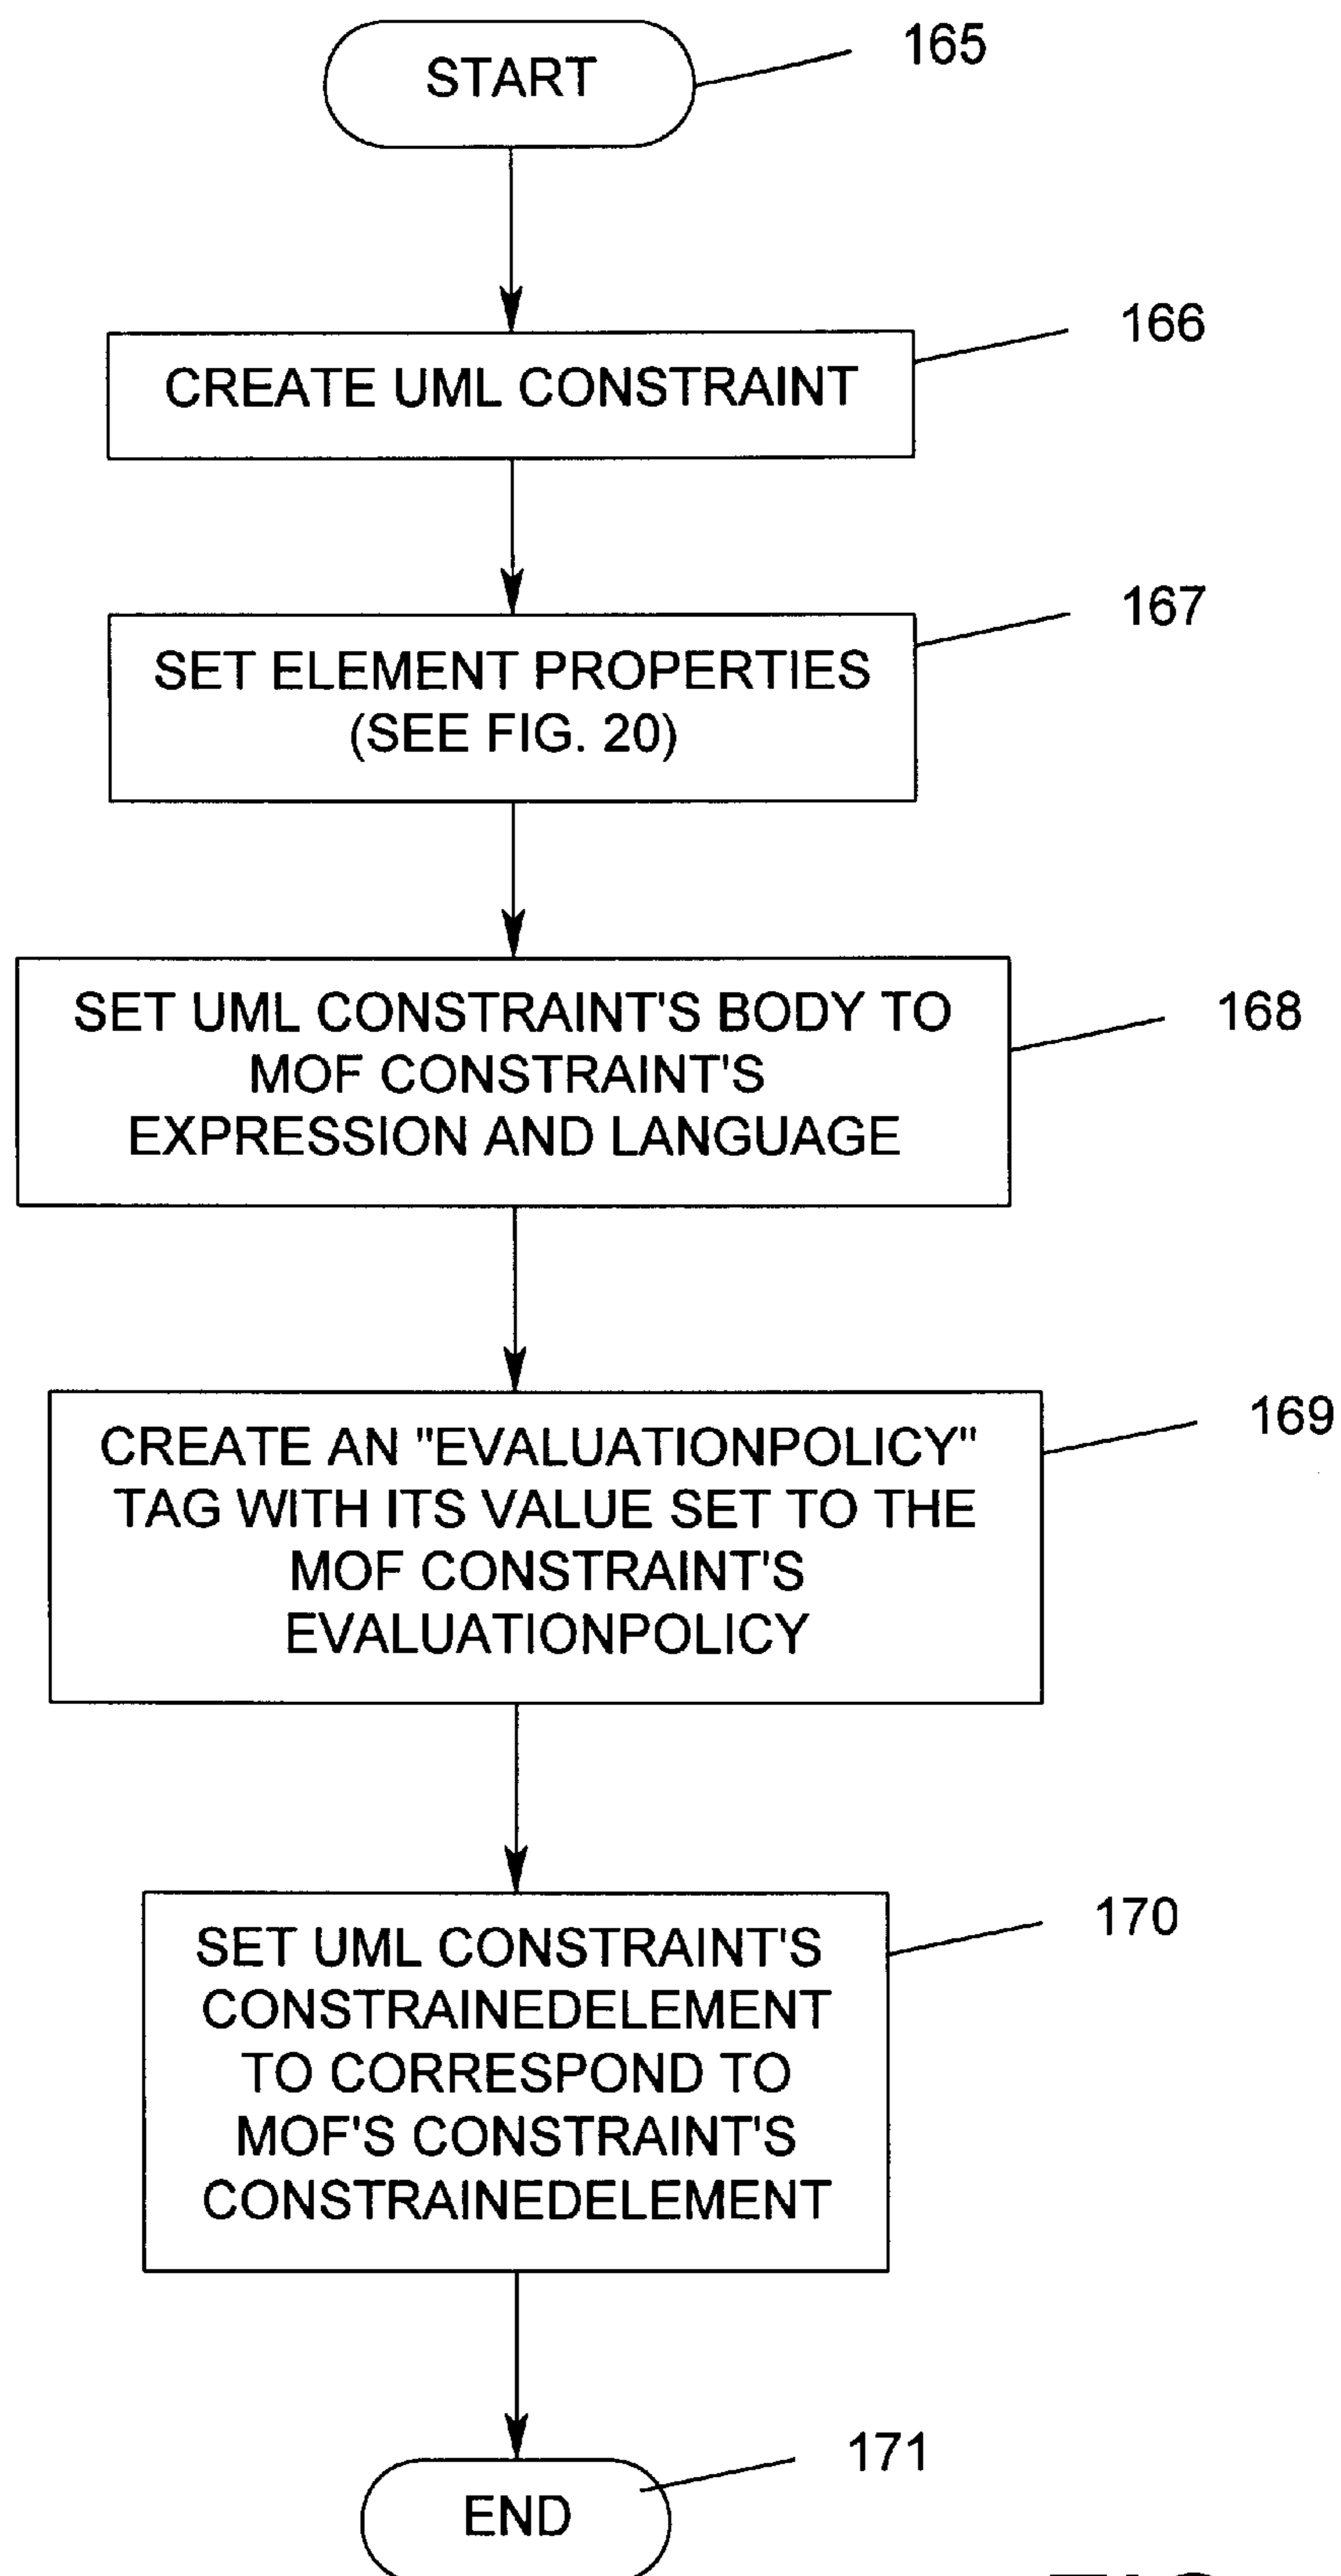 START
165
CREATE UML CONSTRAINT
166
SET ELEMENT PROPERTIES
(SEE FIG. 20)
167
SET UML CONSTRAINT'S BODY TO
MOF CONSTRAINT'S
EXPRESSION AND LANGUAGE
168
CREATE AN "EVALUATIONPOLICY"
TAG WITH ITS VALUE SET TO THE
MOF CONSTRAINT'S
EVALUATIONPOLICY
169
SET UML CONSTRAINT'S
CONSTRAINEDELEMENT
TO CORRESPOND TO
MOF'S CONSTRAINT'S
CONSTRAINEDELEMENT
170
END
171